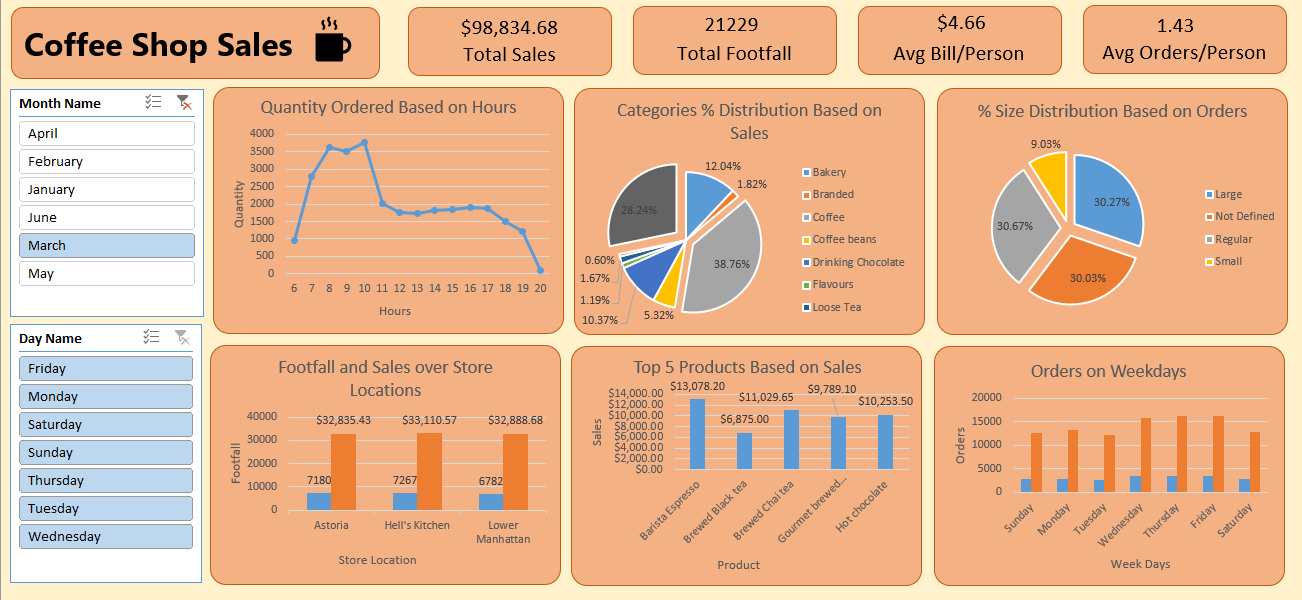 Coffee Shop Sales
$98,834.68
Total Sales
21229
Total Footfall
$4.66
Avg Bill/Person
1.43
Avg Orders/Person
Month Name
April
February
January
June
March
May
Day Name
Friday
Monday
Saturday
Sunday
Thursday
Tuesday
Wednesday
Quantity Ordered Based on Hours
4000
3500
3000
2500
2000
1500
1000
500
0
Quantity
6 7 8 9 10 11 12 13 14 15 16 17 18 19 20
Hours
Categories % Distribution Based on
Sales
12.04%
1.82%
38.76%
5.32%
10.37%
1.19%
1.67%
0.60%
28.24%
Bakery
Branded
Coffee
Coffee beans
Drinking Chocolate
Flavours
Loose Tea
% Size Distribution Based on Orders
9.03%
30.27%
30.67%
30.03%
Large
Not Defined
Regular
Small
Footfall and Sales over Store
Locations
40000
30000
20000
10000
0
Footfall
$32,835.43
$33,110.57
$32,888.68
7180
7267
6782
Astoria
Hell's Kitchen
Lower
Manhattan
Store Location
Top 5 Products Based on Sales
$14,000.00
$12,000.00
$10,000.00
$8,000.00
$6,000.00
$4,000.00
$2,000.00
$0.00
Sales
$13,078.20
$6,875.00
$11,029.65
$9,789.10
$10,253.50
Barista Espresso
Brewed Black tea
Brewed Chai tea
Gourmet brewed...
Hot chocolate
Product
Orders on Weekdays
20000
15000
10000
5000
0
Orders
Sunday
Monday
Tuesday
Wednesday
Thursday
Friday
Saturday
Week Days